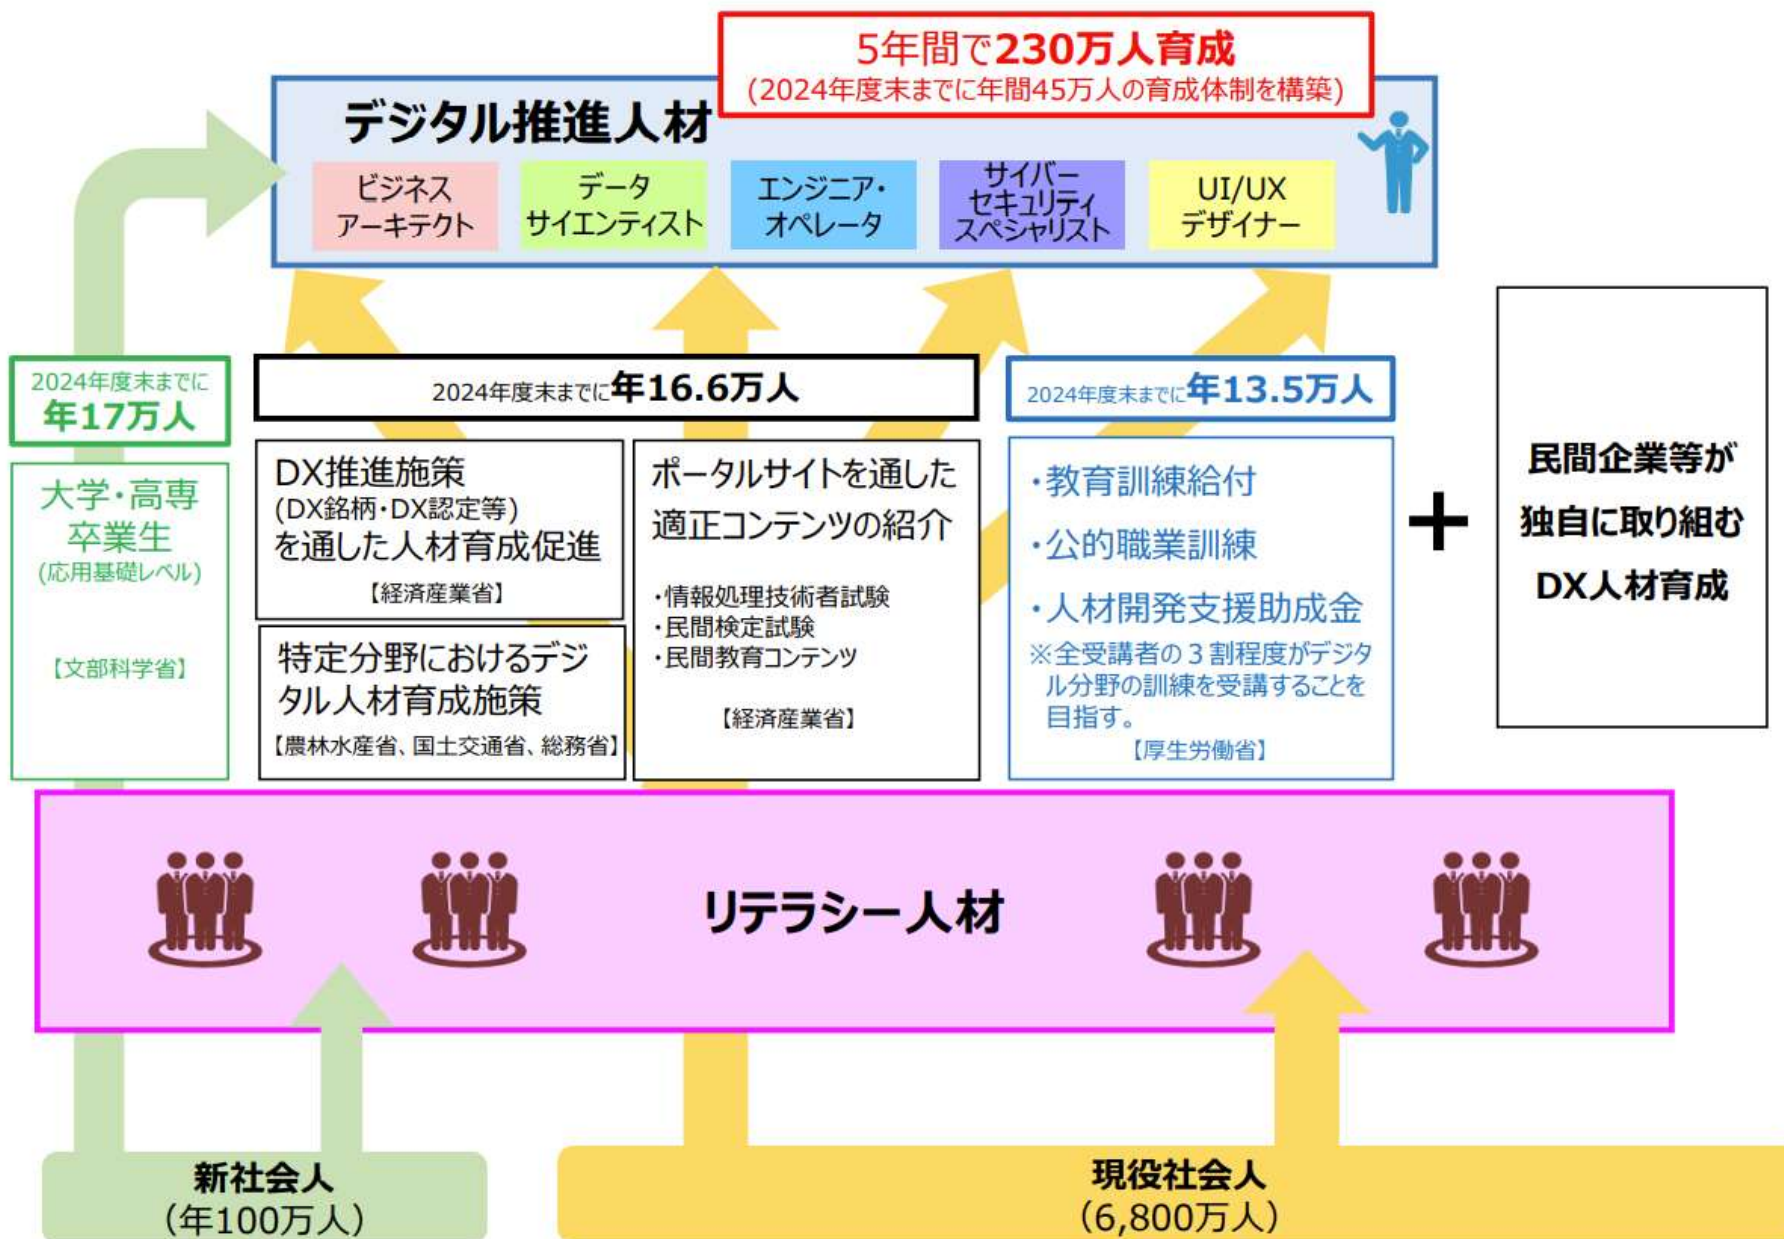 5年間で230万人育成
(2024年度末までに年間45万人の育成体制を構築)
デジタル推進人材
ビジネス
アーキテクト
データ
サイエンティスト
エンジニア・
オペレータ
サイバー
セキュリティ
スペシャリスト
UI/UX
デザイナー
2024年度末までに
年17万人
大学・高専
卒業生
(応用基礎レベル)
【文部科学省】
2024年度末までに年16.6万人
DX推進施策
(DX銘柄・DX認定等)
を通した人材育成促進
【経済産業省】
特定分野におけるデジ
タル人材育成施策
【農林水産省、国土交通省、総務省】
ポータルサイトを通した
適正コンテンツの紹介
・情報処理技術者試験
・民間検定試験
・民間教育コンテンツ
【経済産業省】
2024年度末までに年13.5万人
・教育訓練給付
・公的職業訓練
・人材開発支援助成金
※全受講者の3割程度がデジタ
ル分野の訓練を受講することを
目指す。
【厚生労働省】
+
民間企業等が
独自に取り組む
DX人材育成
リテラシー人材
新社会人
(年100万人)
現役社会人
(6,800万人)